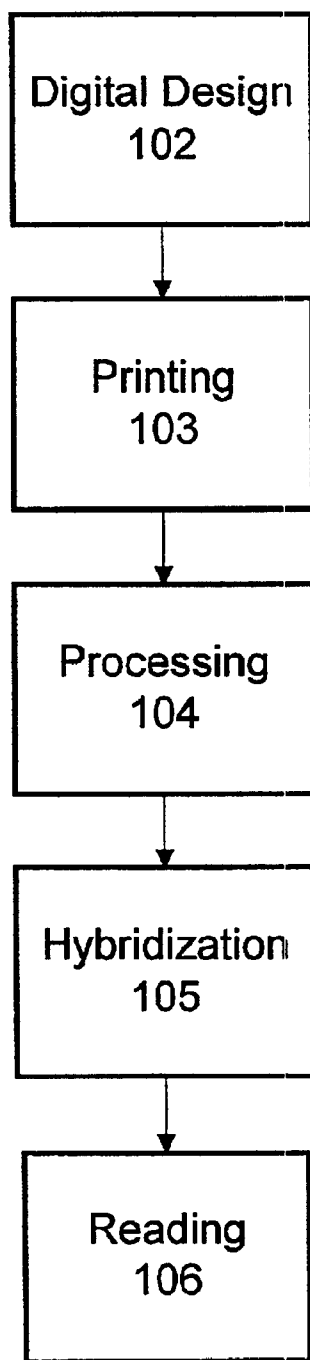 Digital Design
102
Printing
103
Processing
104
Hybridization
105
Reading
106